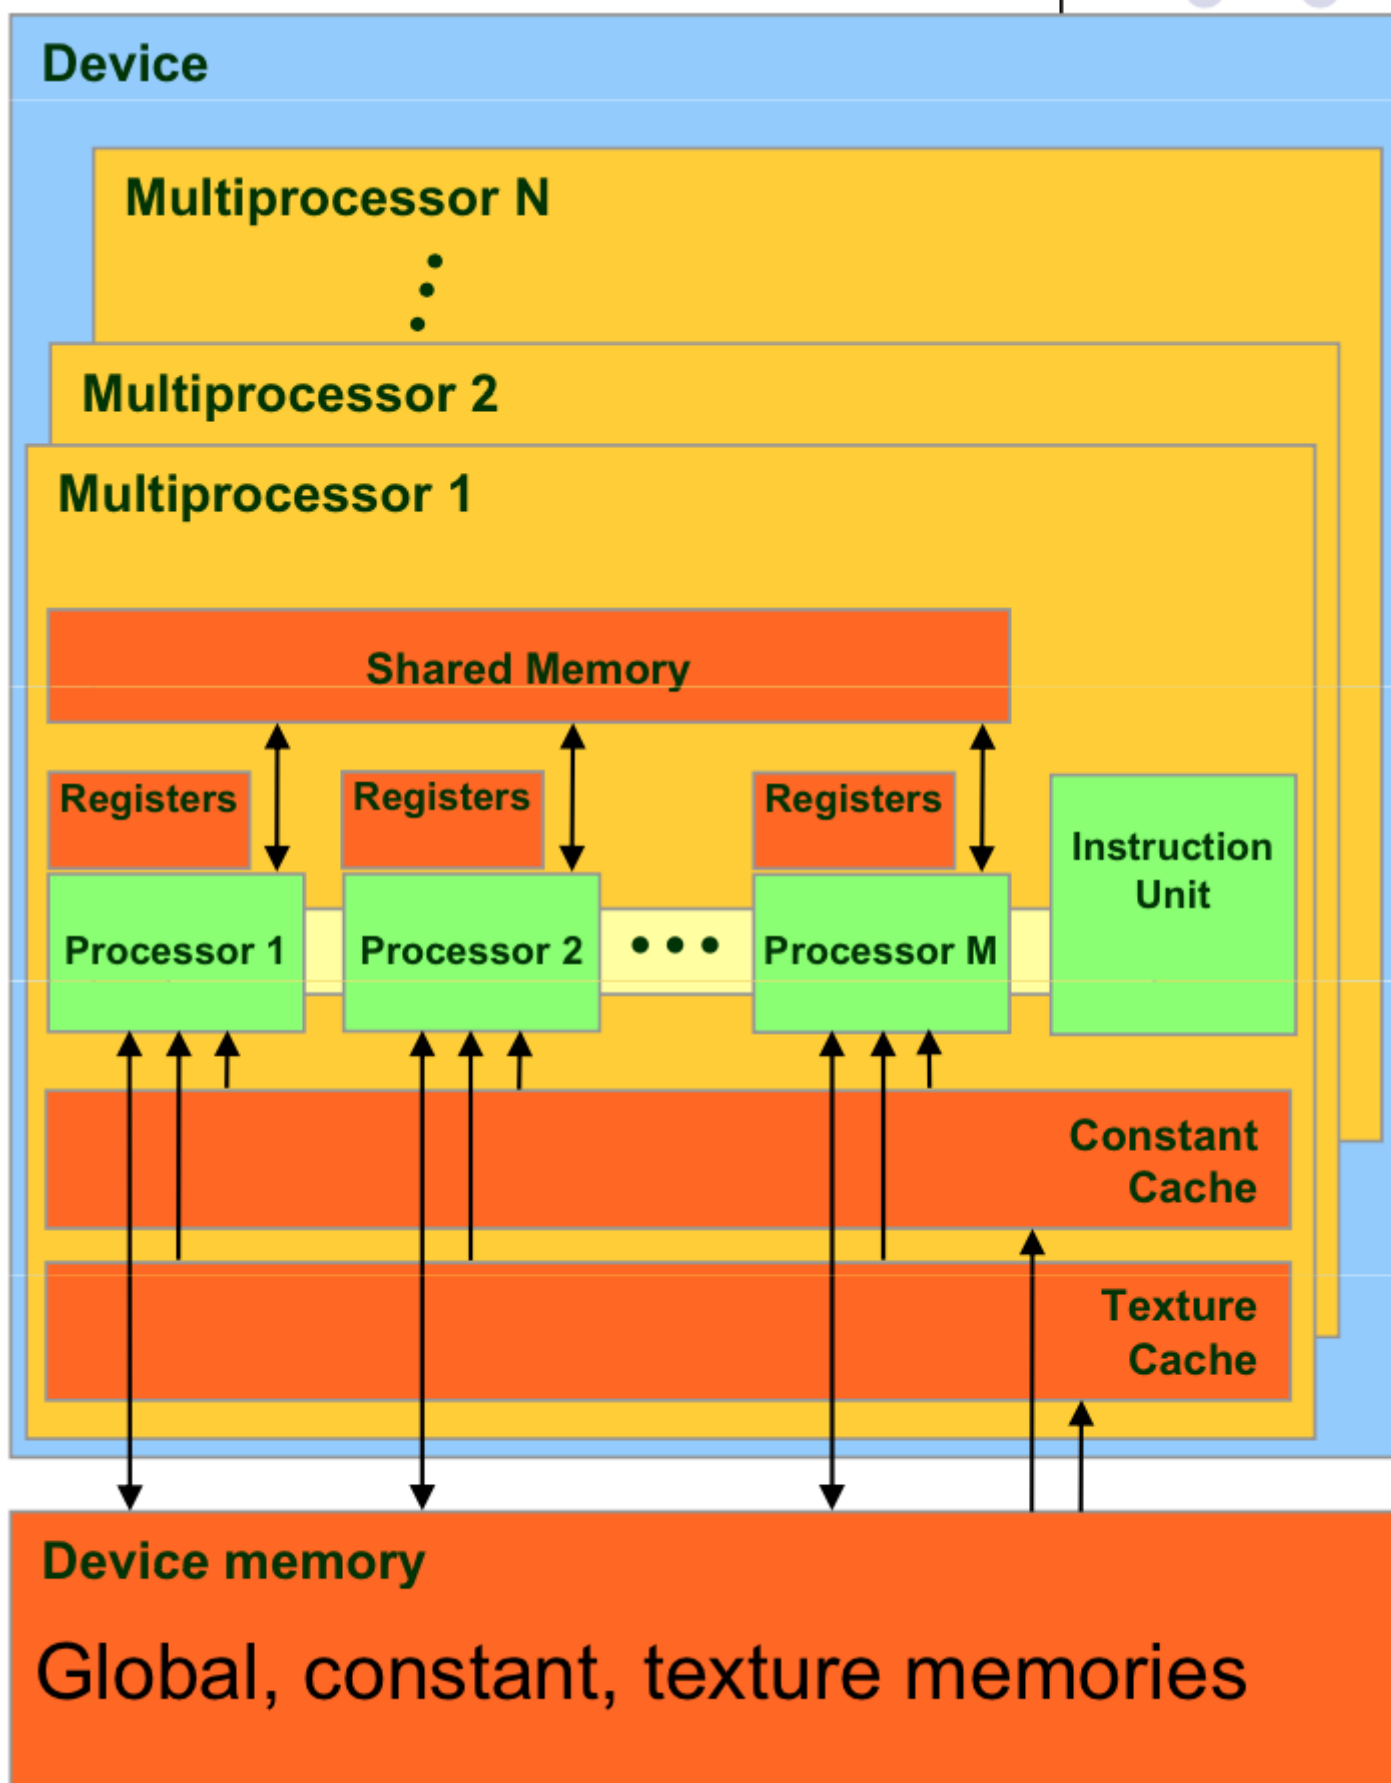 Device
Multiprocessor N
Multiprocessor 2
Multiprocessor 1
Shared Memory
Registers
Registers
Registers
Instruction
Unit
Processor 1
Processor 2
Processor M
Constant
Cache
Texture
Cache
Device memory
Global, constant, texture memories